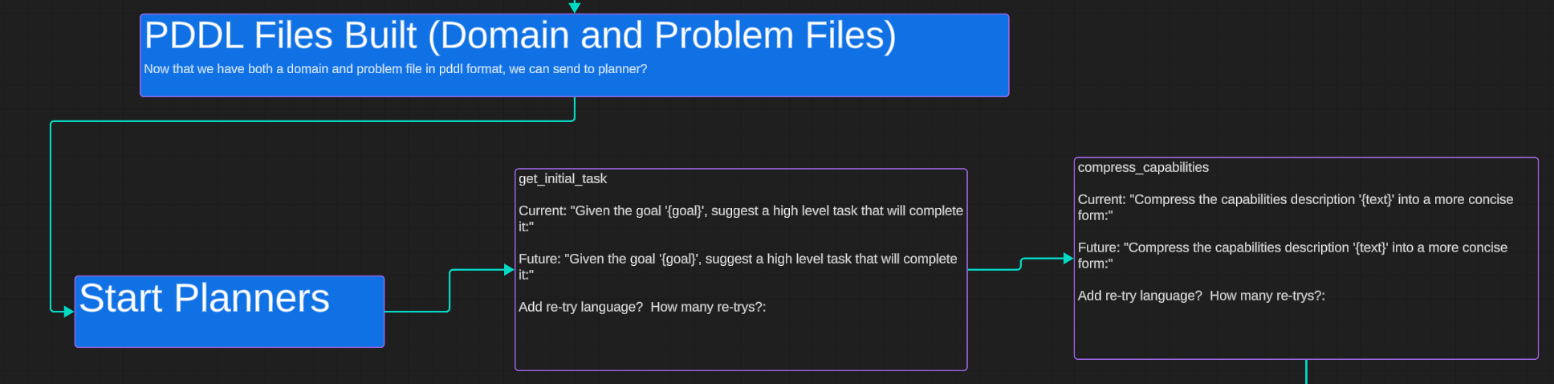 PDDL Files Built (Domain and Problem Files)
Now that we have both a domain and problem file in pddl format, we can send to planner?
Start Planners
get_initial_task
Current: "Given the goal '{goal}', suggest a high level task that will complete
it:"
Future: "Given the goal '{goal}', suggest a high level task that will complete
it:"
Add re-try language?  How many re-trys?:
compress_capabilities
Current: "Compress the capabilities description '{text}' into a more concise
form:"
Future: "Compress the capabilities description '{text}' into a more concise
form:"
Add re-try language?  How many re-trys?: